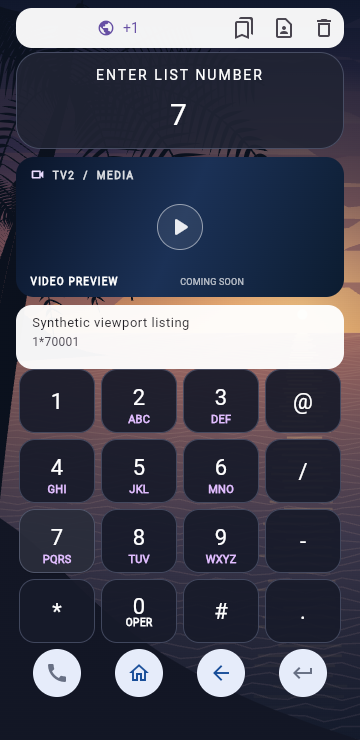 +1
ENTER LIST NUMBER
7
TV2 / MEDIA
VIDEO PREVIEW COMING SOON
Synthetic viewport listing
1*70001
1 2 3 @
ABC DEF
4 5 6 /
GHI JKL MNO
7 8 9 -
PQRS TUV WXYZ
* 0 # .
OPER